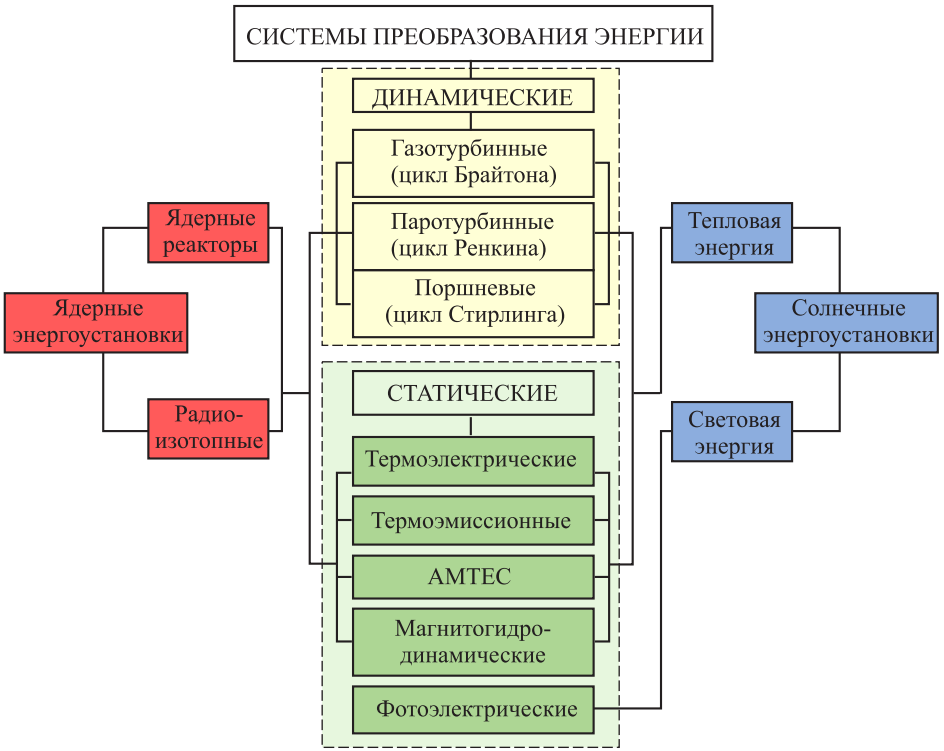 СИСТЕМЫ ПРЕОБРАЗОВАНИЯ ЭНЕРГИИ
ДИНАМИЧЕСКИЕ
Газотурбинные
(цикл Брайтона)
Паротурбинные
(цикл Ренкина)
Поршневые
(цикл Стирлинга)
Ядерные
реакторы
Ядерные
энергоустановки
Радио-
изотопные
Тепловая
энергия
Солнечные
энергоустановки
Световая
энергия
СТАТИЧЕСКИЕ
Термоэлектрические
Термоэмиссионные
АМТЕС
Магнитогидро-
динамические
Фотоэлектрические